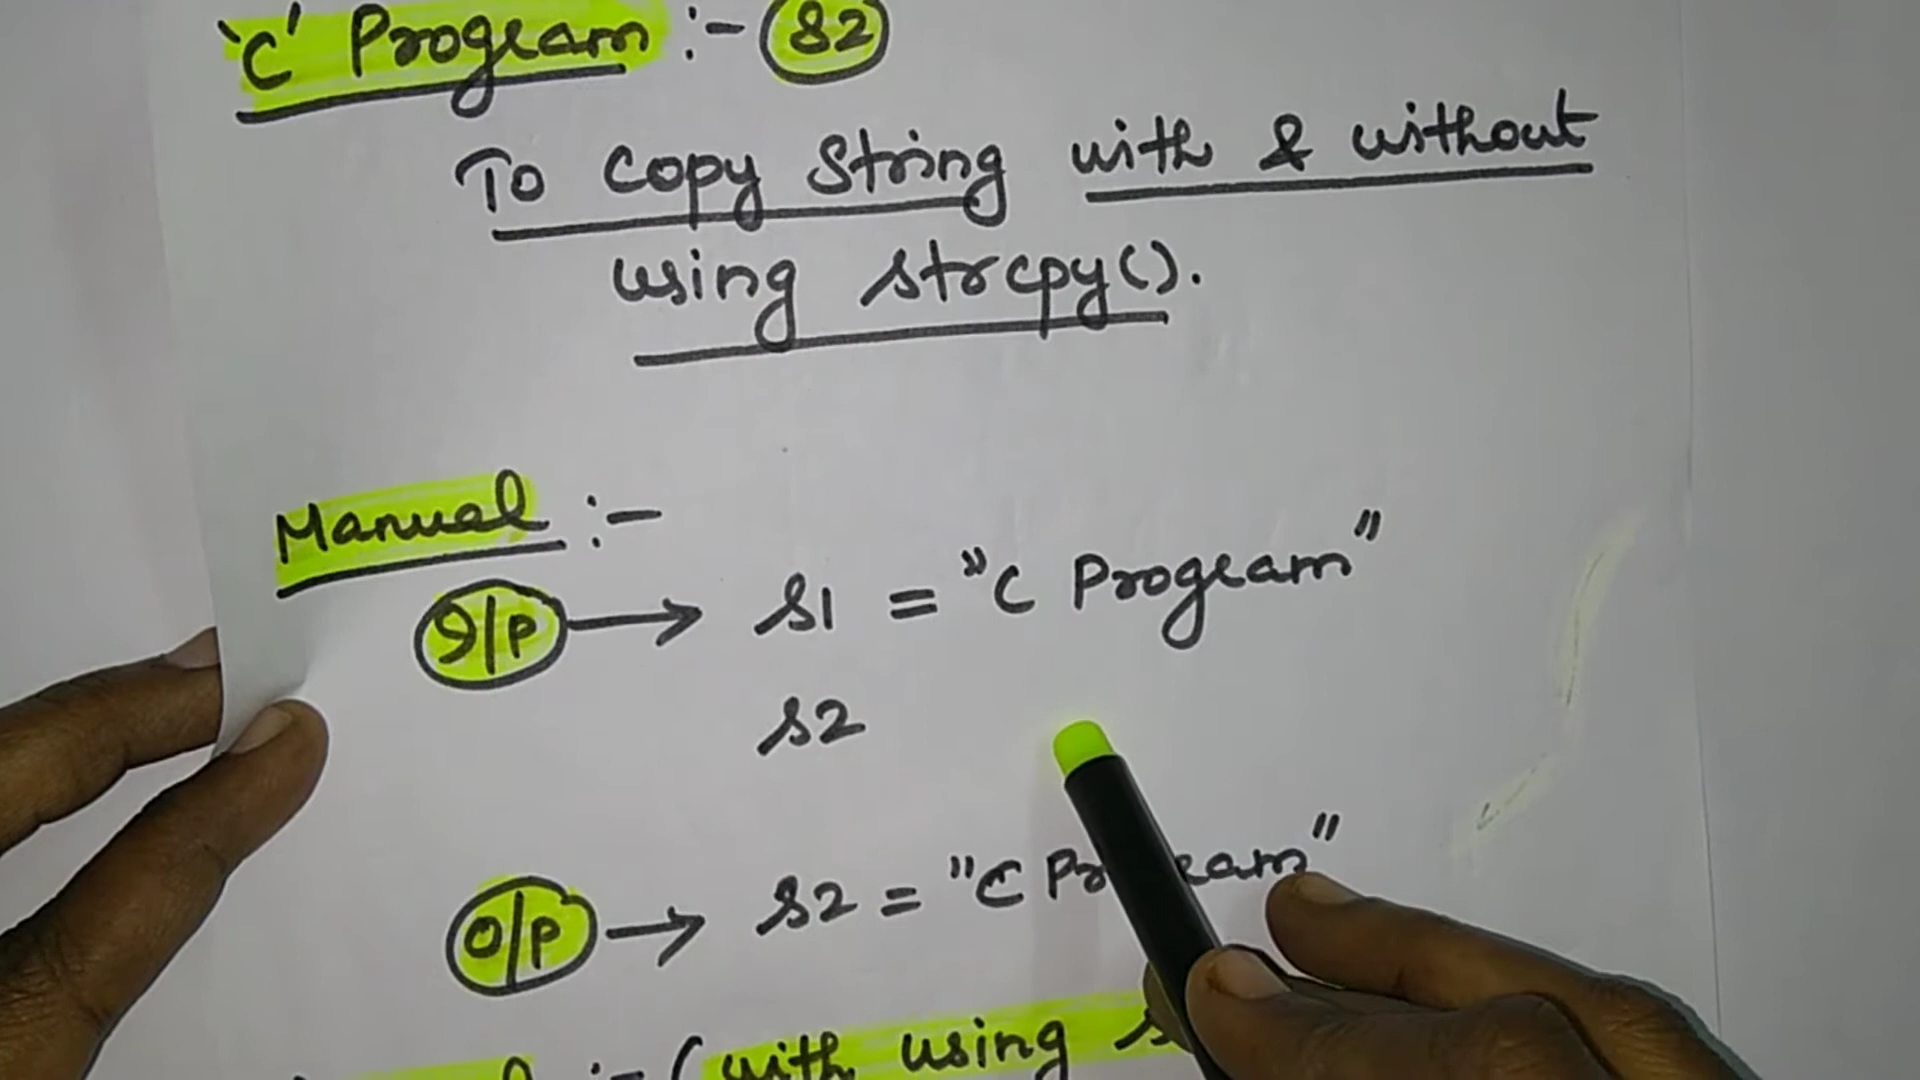 'C' Program :- 82
To Copy String with & without
using strcpy().
Manual :-
I/P → S1 = "C Program"
S2
O/P → S2 = "C
:- (with using